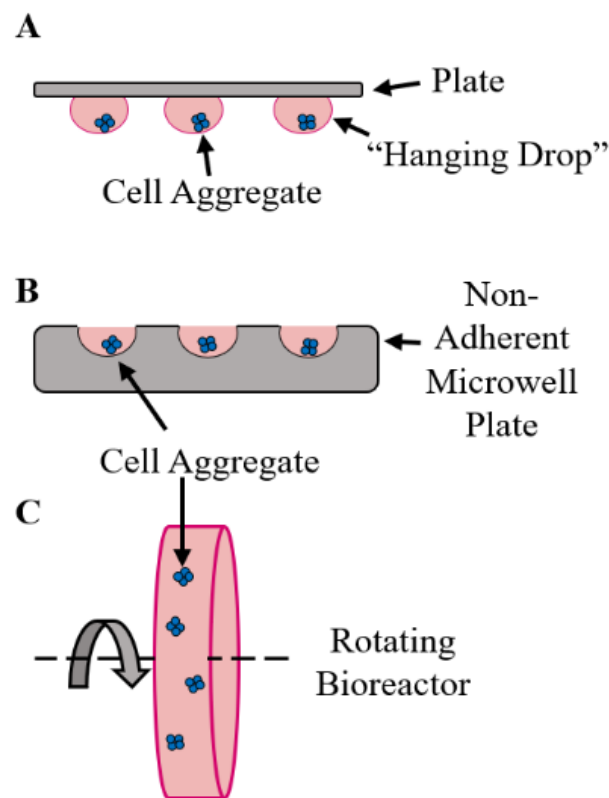 A
Plate
“Hanging Drop”
Cell Aggregate
B
Non-
Adherent
Microwell
Plate
Cell Aggregate
C
Rotating
Bioreactor